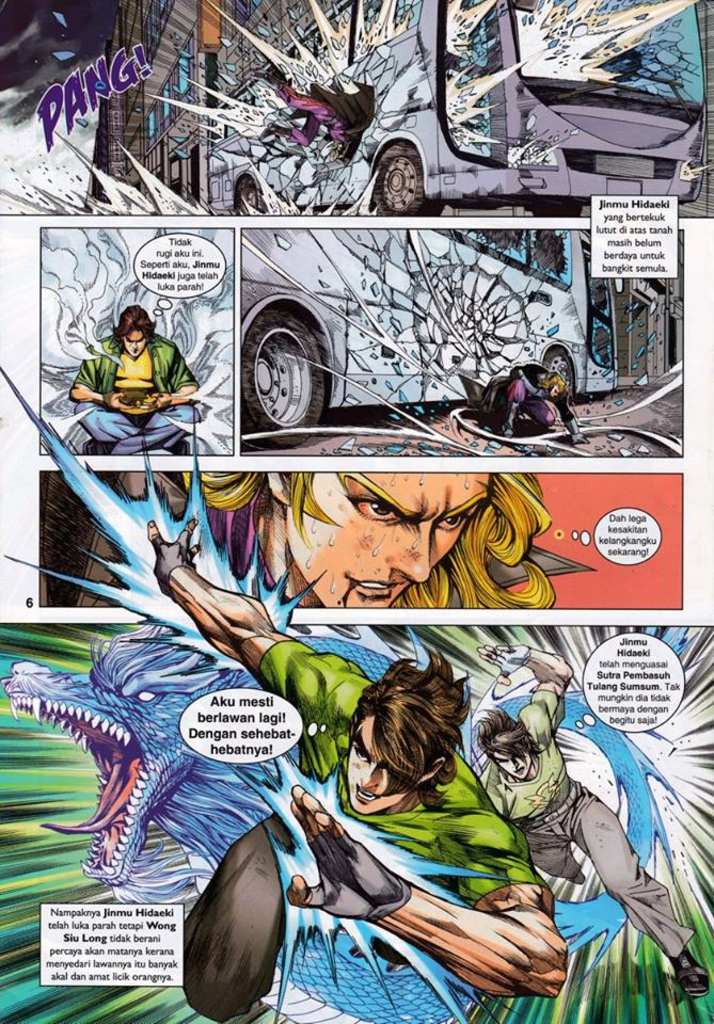 PANG!
Jinmu Hidaeki
yang bertekuk
lutut di atas tanah
masih belum
berdaya untuk
bangkit semula.
Tidak
rugi aku ini.
Seperti aku, Jinmu
Hidaeki juga telah
luka parah!
Dah lega
kesakitan
kelangkangku
sekarang!
6
Jinmu
Hidaeki
telah menguasai
Sutra Pembasuh
Tulang Sumsum. Tak
mungkin dia tidak
bermaya dengan
begitu saja!
Aku mesti
berlawan lagi!
Dengan sehebat-
hebatnya!
Nampaknya Jinmu Hidaeki
telah luka parah tetapi Wong
Siu Long tidak berani
percaya akan matanya kerana
menyedari lawannya itu banyak
akal dan amat licik orangnya.